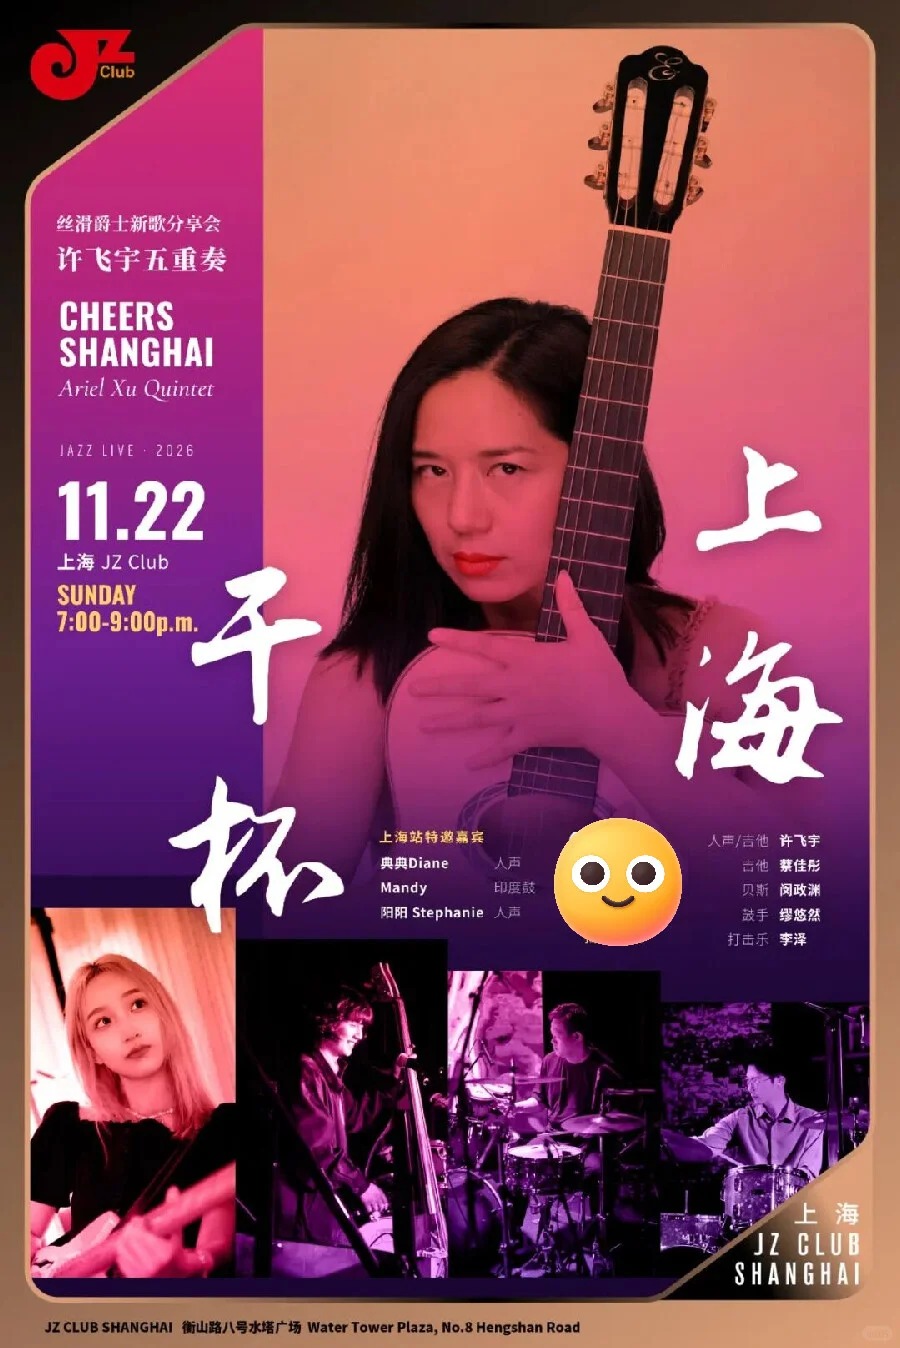 JZ
Club
丝滑爵士新歌分享会
许飞宇五重奏
CHEERS
SHANGHAI
Ariel Xu Quintet
JAZZ LIVE · 2026
11.22
上海 JZ Club
SUNDAY
7:00-9:00p.m.
上海
干杯
上海站特邀嘉宾
典典Diane 人声
Mandy 印度鼓
阳阳 Stephanie 人声
人声/吉他 许飞宇
吉他 蔡佳彤
贝斯 闵政渊
鼓手 缪悠然
打击乐 李泽
上海
JZ CLUB
SHANGHAI
JZ CLUB SHANGHAI 衡山路八号水塔广场 Water Tower Plaza, No.8 Hengshan Road